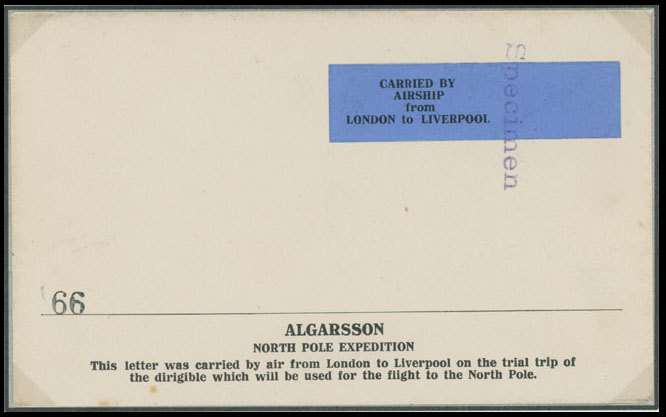 CARRIED BY
AIRSHIP
from
LONDON to LIVERPOOL
Specimen
66
ALGARSSON
NORTH POLE EXPEDITION
This letter was carried by air from London to Liverpool on the trial trip of
the dirigible which will be used for the flight to the North Pole.